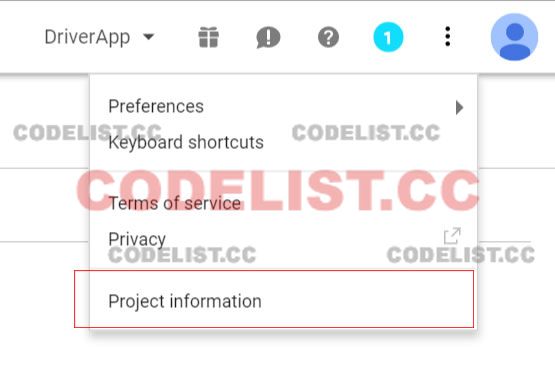 DriverApp
1
Preferences
CODELIST.CC CODELIST.CC
Keyboard shortcuts
CODELIST.CC
Terms of service
Privacy
CODELIST.CC CODELIST.CC
Project information